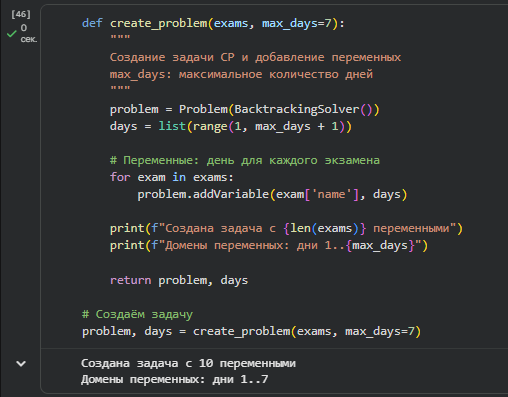 [46]
0
сек.
def create_problem(exams, max_days=7):
"""
Создание задачи CP и добавление переменных
max_days: максимальное количество дней
"""
problem = Problem(BacktrackingSolver())
days = list(range(1, max_days + 1))
# Переменные: день для каждого экзамена
for exam in exams:
problem.addVariable(exam['name'], days)
print(f"Создана задача с {len(exams)} переменными")
print(f"Домены переменных: дни 1..{max_days}")
return problem, days
# Создаём задачу
problem, days = create_problem(exams, max_days=7)
Создана задача с 10 переменными
Домены переменных: дни 1..7